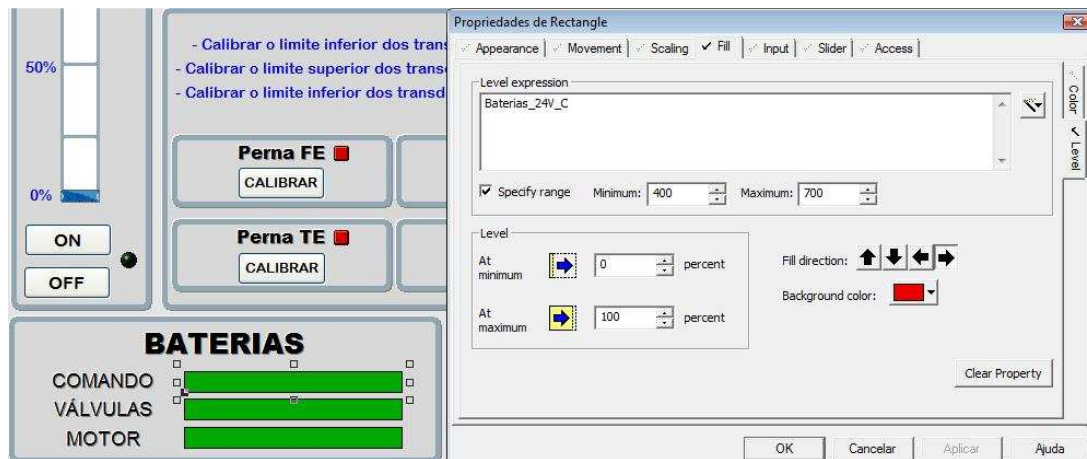 - Calibrar o limite inferior dos trans
- Calibrar o limite superior dos transd
- Calibrar o limite inferior dos transd
50%
0%
ON
OFF
Perna FE
CALIBRAR
Perna TE
CALIBRAR
BATERIAS
COMANDO
VÁLVULAS
MOTOR
Propriedades de Rectangle
Appearance Movement Scaling Fill Input Slider Access
Color
Level
Level expression
Baterias_24V_C
Specify range Minimum: 400 Maximum: 700
Level
At minimum 0 percent
At maximum 100 percent
Fill direction:
Background color:
Clear Property
OK Cancelar Aplicar Ajuda